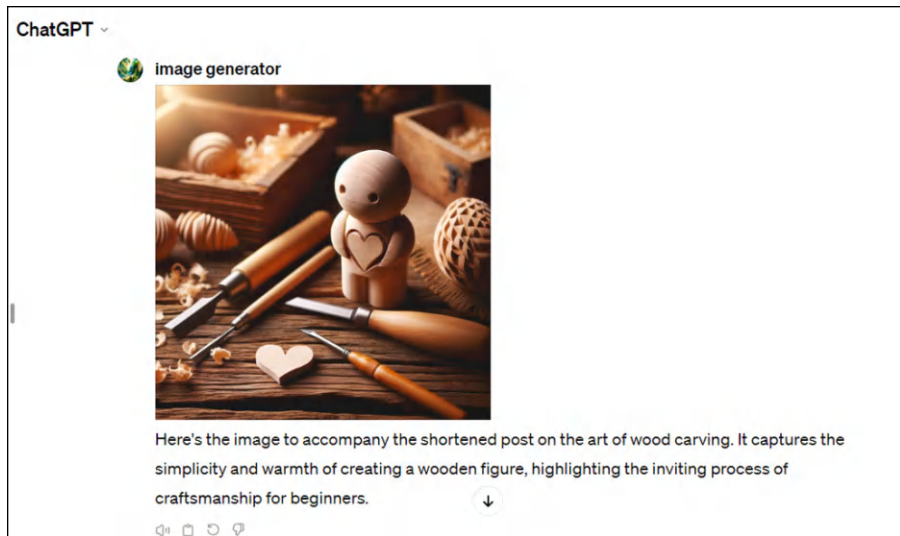 ChatGPT
image generator
Here's the image to accompany the shortened post on the art of wood carving. It captures the
simplicity and warmth of creating a wooden figure, highlighting the inviting process of
craftsmanship for beginners.